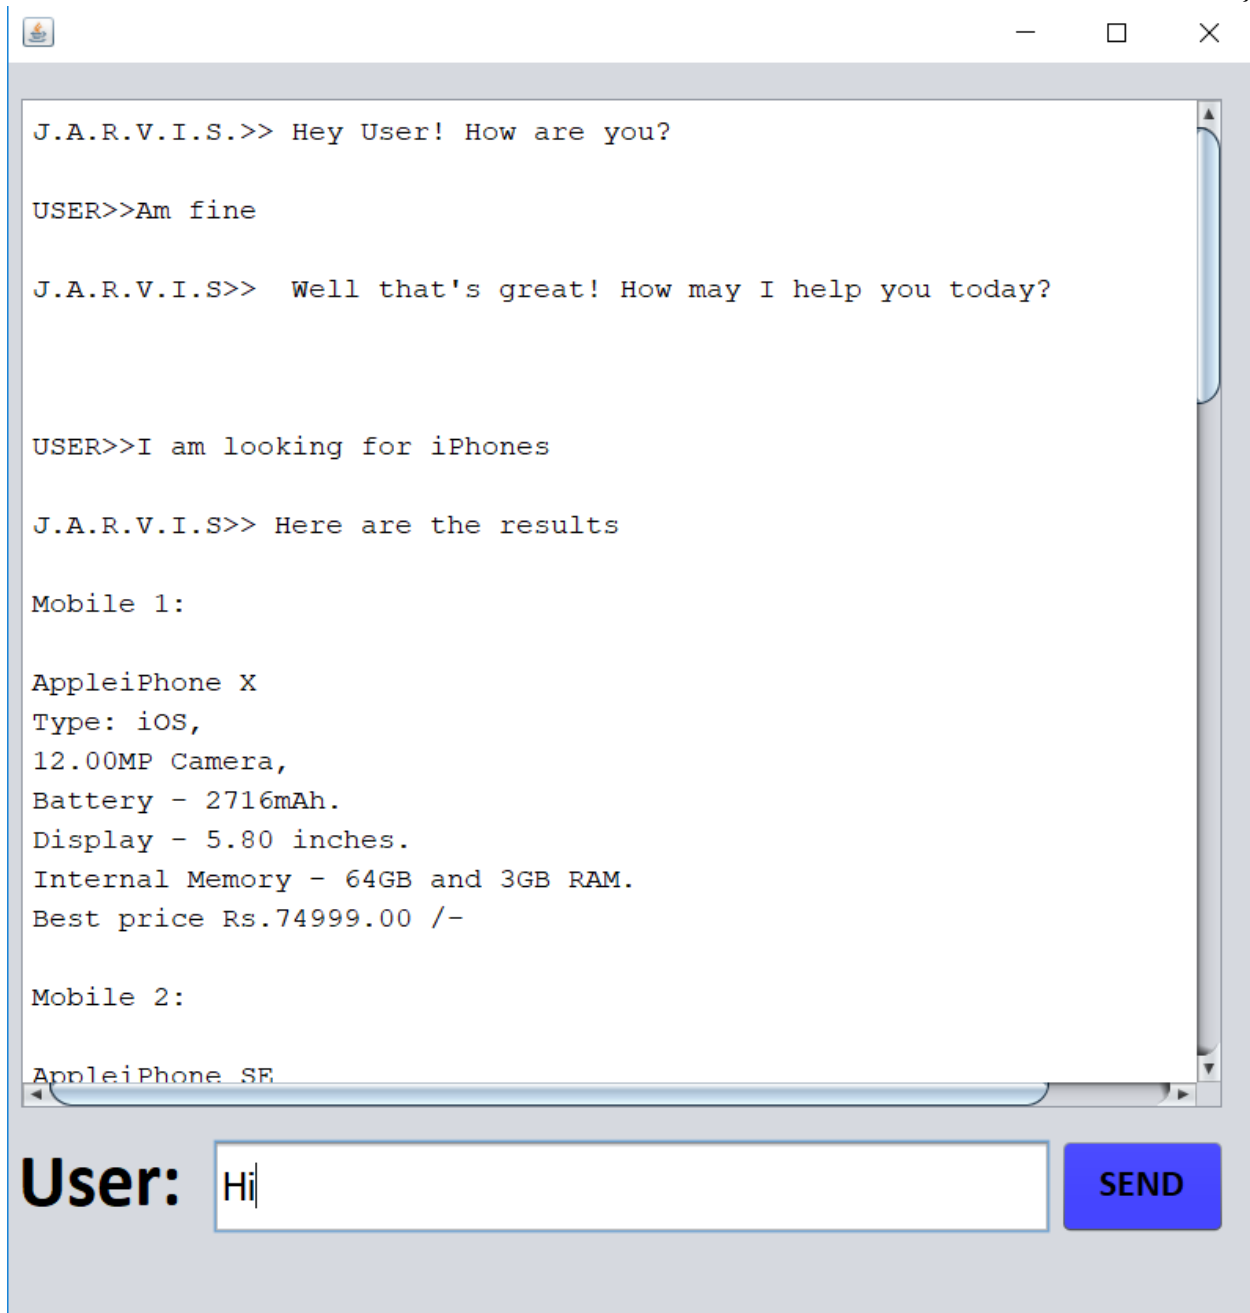 J.A.R.V.I.S.>> Hey User! How are you?
USER>>Am fine
J.A.R.V.I.S>>  Well that's great! How may I help you today?
USER>>I am looking for iPhones
J.A.R.V.I.S>> Here are the results
Mobile 1:
AppleiPhone X
Type: iOS,
12.00MP Camera,
Battery - 2716mAh.
Display - 5.80 inches.
Internal Memory - 64GB and 3GB RAM.
Best price Rs.74999.00 /-
Mobile 2:
AppleiPhone SE
User: Hi SEND